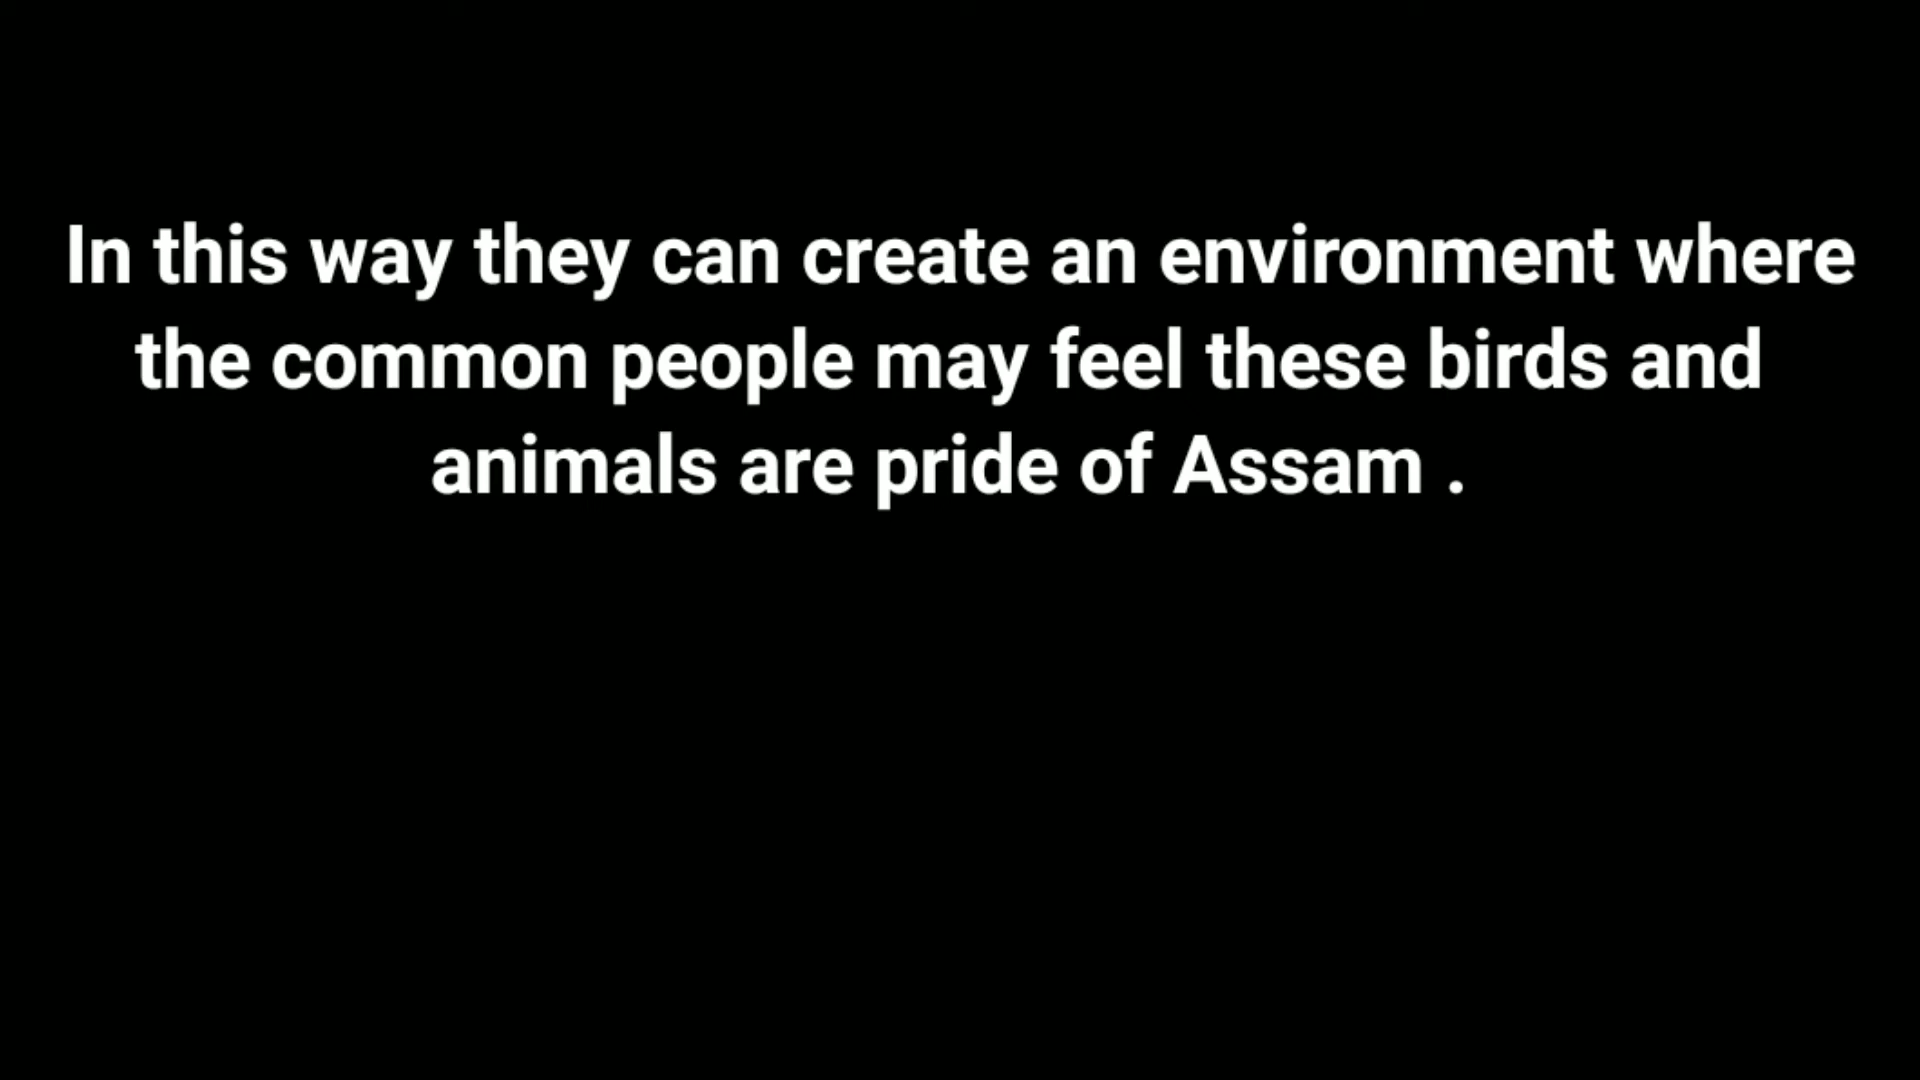 In this way they can create an environment where
the common people may feel these birds and
animals are pride of Assam .